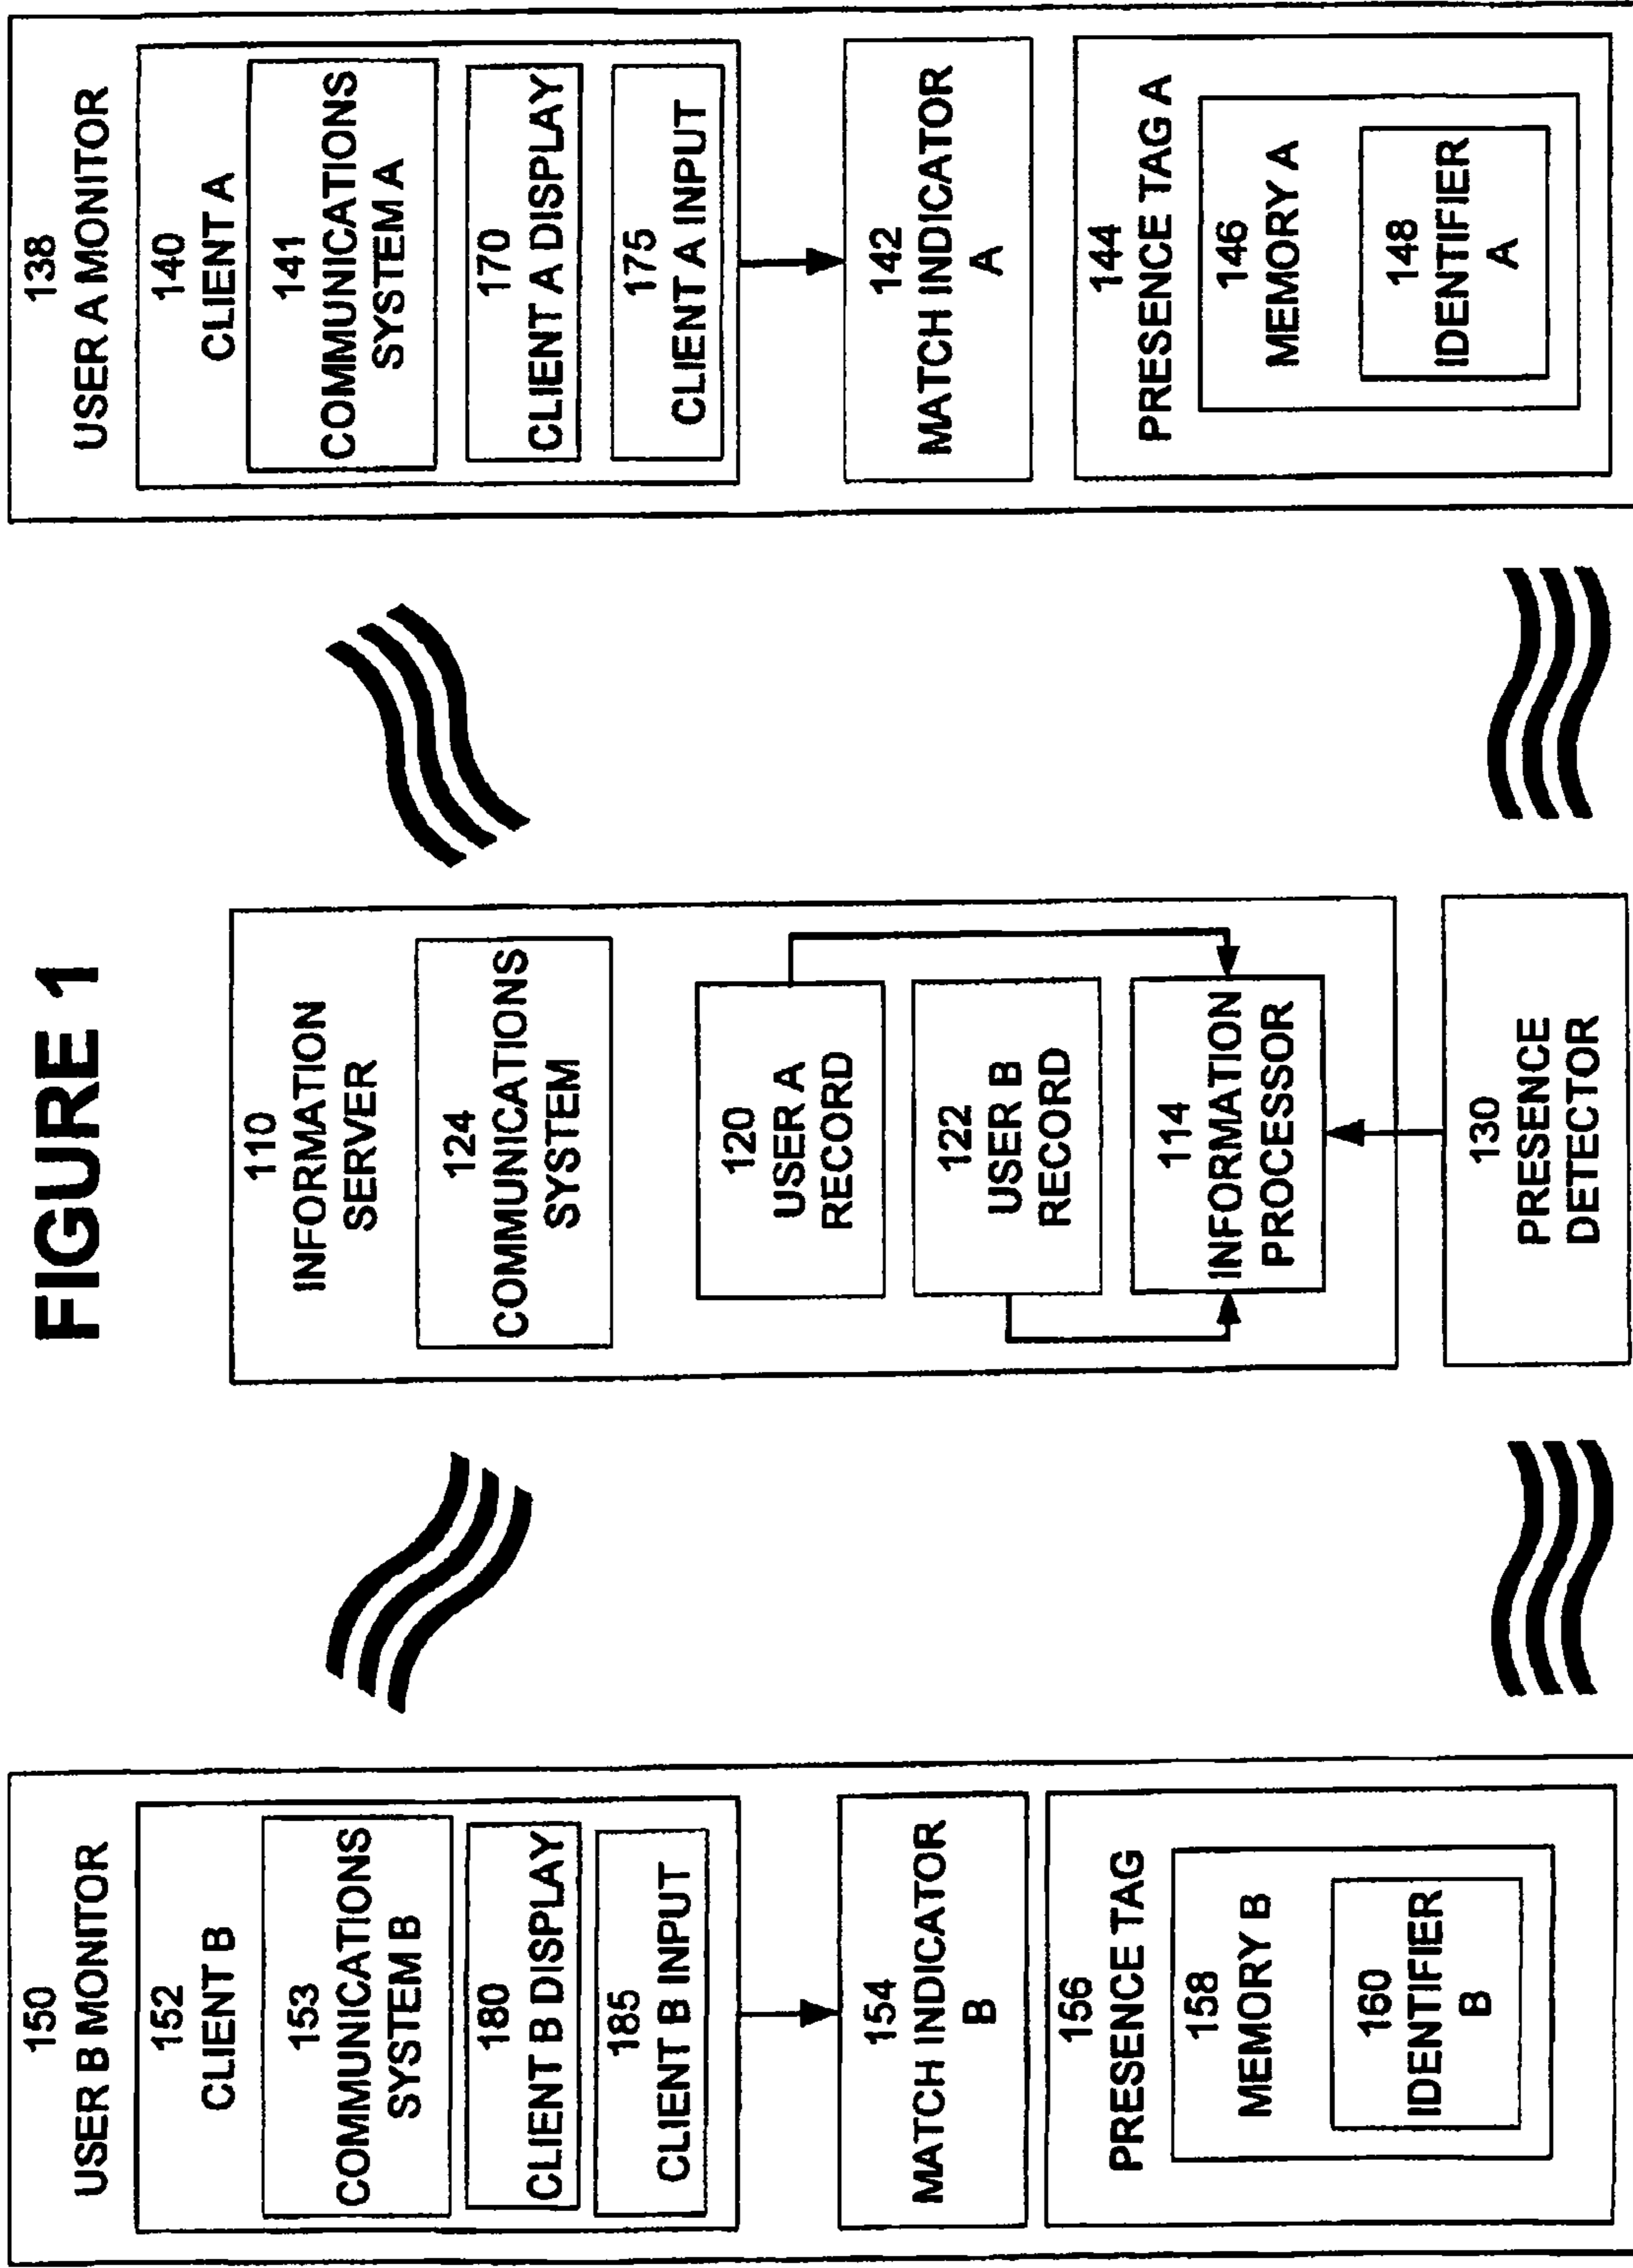 FIGURE 1
150
USER B MONITOR
152
CLIENT B
153
COMMUNICATIONS
SYSTEM B
180
CLIENT B DISPLAY
185
CLIENT B INPUT
154
MATCH INDICATOR
B
156
PRESENCE TAG
158
MEMORY B
160
IDENTIFIER
B
110
INFORMATION
SERVER
124
COMMUNICATIONS
SYSTEM
120
USER A
RECORD
122
USER B
RECORD
114
INFORMATION
PROCESSOR
130
PRESENCE
DETECTOR
138
USER A MONITOR
140
CLIENT A
141
COMMUNICATIONS
SYSTEM A
170
CLIENT A DISPLAY
175
CLIENT A INPUT
142
MATCH INDICATOR
A
144
PRESENCE TAG A
146
MEMORY A
148
IDENTIFIER
A